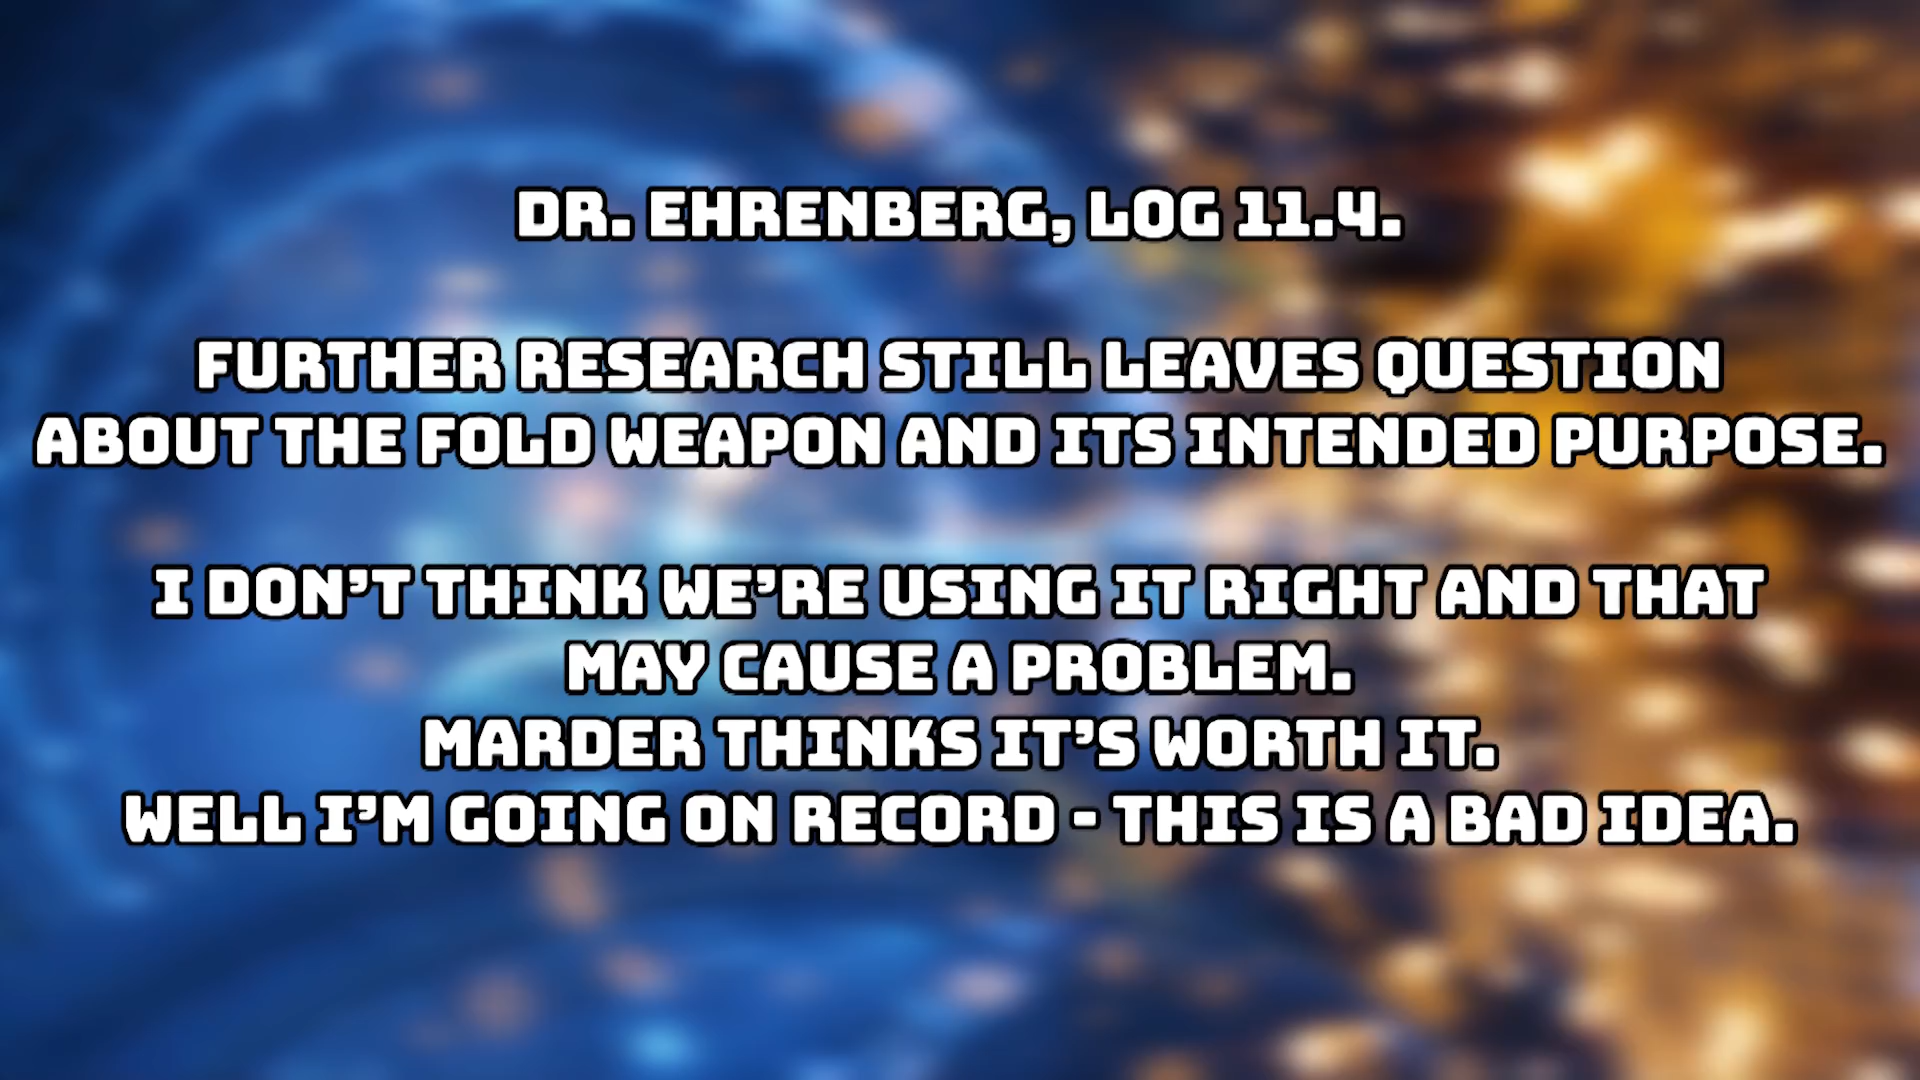 DR. EHRENBERG, LOG 11.4.
FURTHER RESEARCH STILL LEAVES QUESTION
ABOUT THE FOLD WEAPON AND ITS INTENDED PURPOSE.
I DON'T THINK WE'RE USING IT RIGHT AND THAT
MAY CAUSE A PROBLEM.
MARDER THINKS IT'S WORTH IT.
WELL I'M GOING ON RECORD - THIS IS A BAD IDEA.